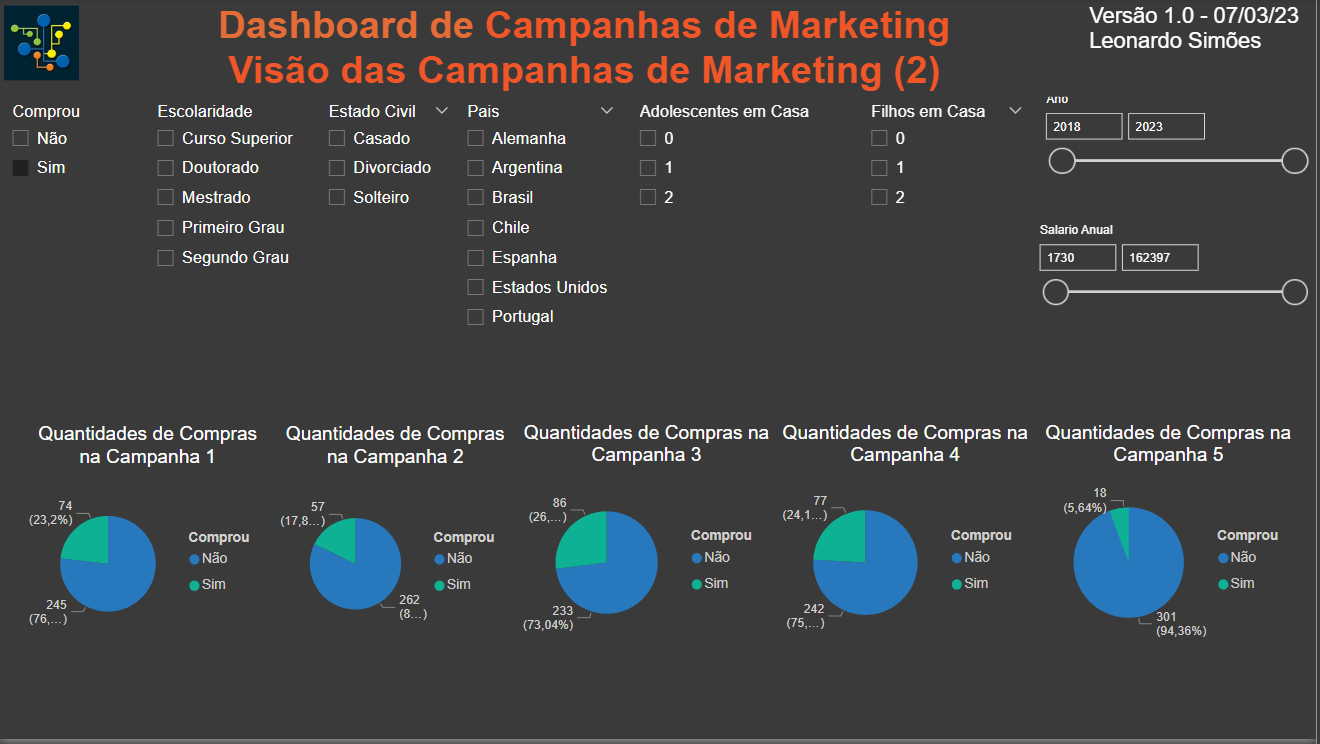 Dashboard de Campanhas de Marketing
Visão das Campanhas de Marketing (2)
Versão 1.0 - 07/03/23
Leonardo Simões
Comprou
Não
Sim
Escolaridade
Curso Superior
Doutorado
Mestrado
Primeiro Grau
Segundo Grau
Estado Civil
Casado
Divorciado
Solteiro
Pais
Alemanha
Argentina
Brasil
Chile
Espanha
Estados Unidos
Portugal
Adolescentes em Casa
0
1
2
Filhos em Casa
0
1
2
Ano
2018 2023
Salario Anual
1730 162397
Quantidades de Compras
na Campanha 1
74
(23,2%)
245
(76,...)
Comprou
Não
Sim
Quantidades de Compras
na Campanha 2
57
(17,8...)
262
(8...)
Comprou
Não
Sim
Quantidades de Compras na
Campanha 3
86
(26,...)
233
(73,04%)
Comprou
Não
Sim
Quantidades de Compras na
Campanha 4
77
(24,1...)
242
(75,...)
Comprou
Não
Sim
Quantidades de Compras na
Campanha 5
18
(5,64%)
301
(94,36%)
Comprou
Não
Sim